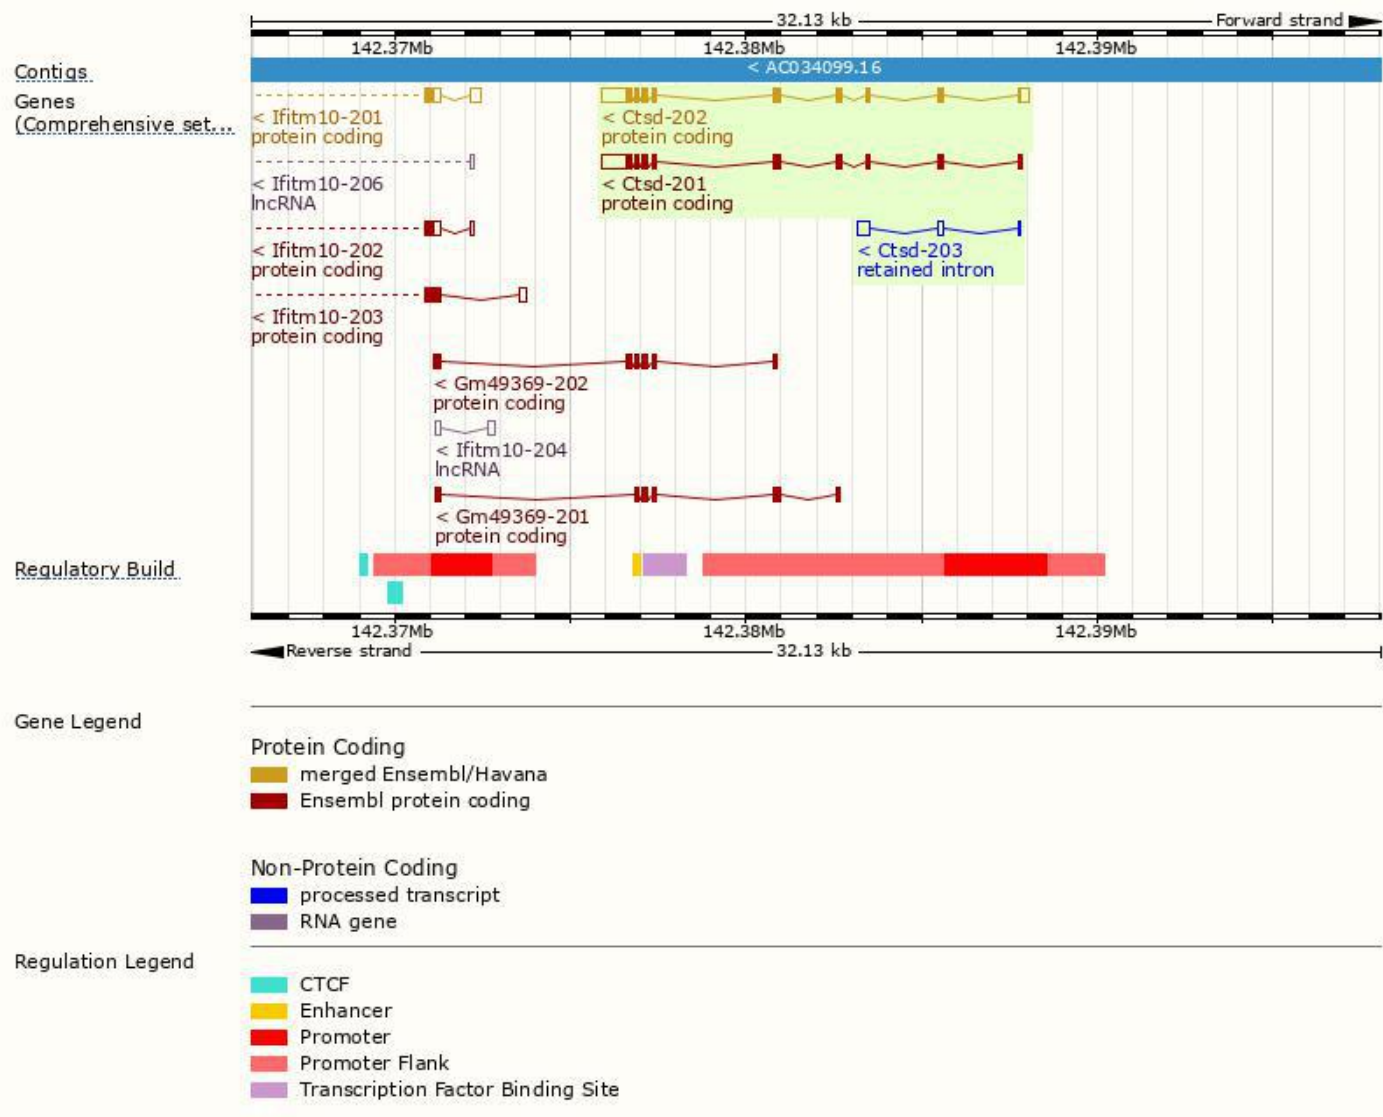 32.13 kb
Forward strand
142.37Mb 142.38Mb 142.39Mb
Contigs
< AC034099.16
Genes
(Comprehensive set...
< Ifitm10-201
protein coding
< Ctsd-202
protein coding
< Ifitm10-206
lncRNA
< Ctsd-201
protein coding
< Ifitm10-202
protein coding
< Ctsd-203
retained intron
< Ifitm10-203
protein coding
< Gm49369-202
protein coding
< Ifitm10-204
lncRNA
< Gm49369-201
protein coding
Regulatory Build
142.37Mb 142.38Mb 142.39Mb
Reverse strand
32.13 kb
Gene Legend
Protein Coding
merged Ensembl/Havana
Ensembl protein coding
Non-Protein Coding
processed transcript
RNA gene
Regulation Legend
CTCF
Enhancer
Promoter
Promoter Flank
Transcription Factor Binding Site